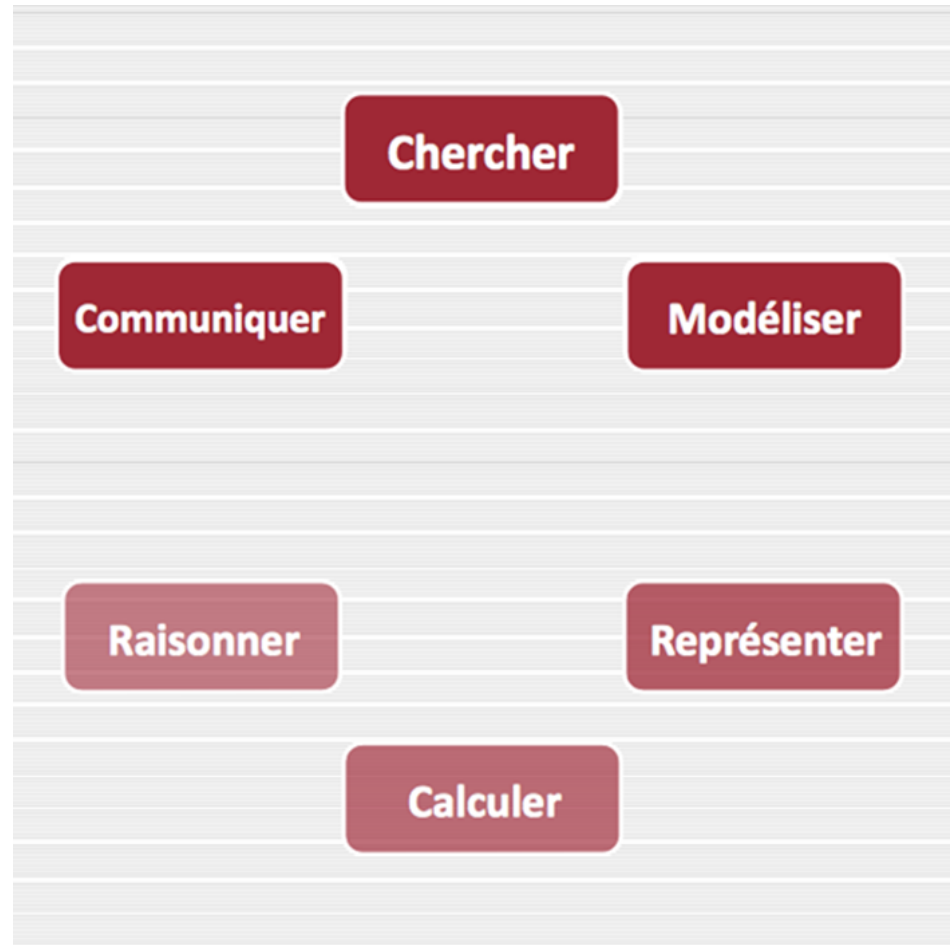 Chercher
Communiquer
Modéliser
Raisonner
Représenter
Calculer